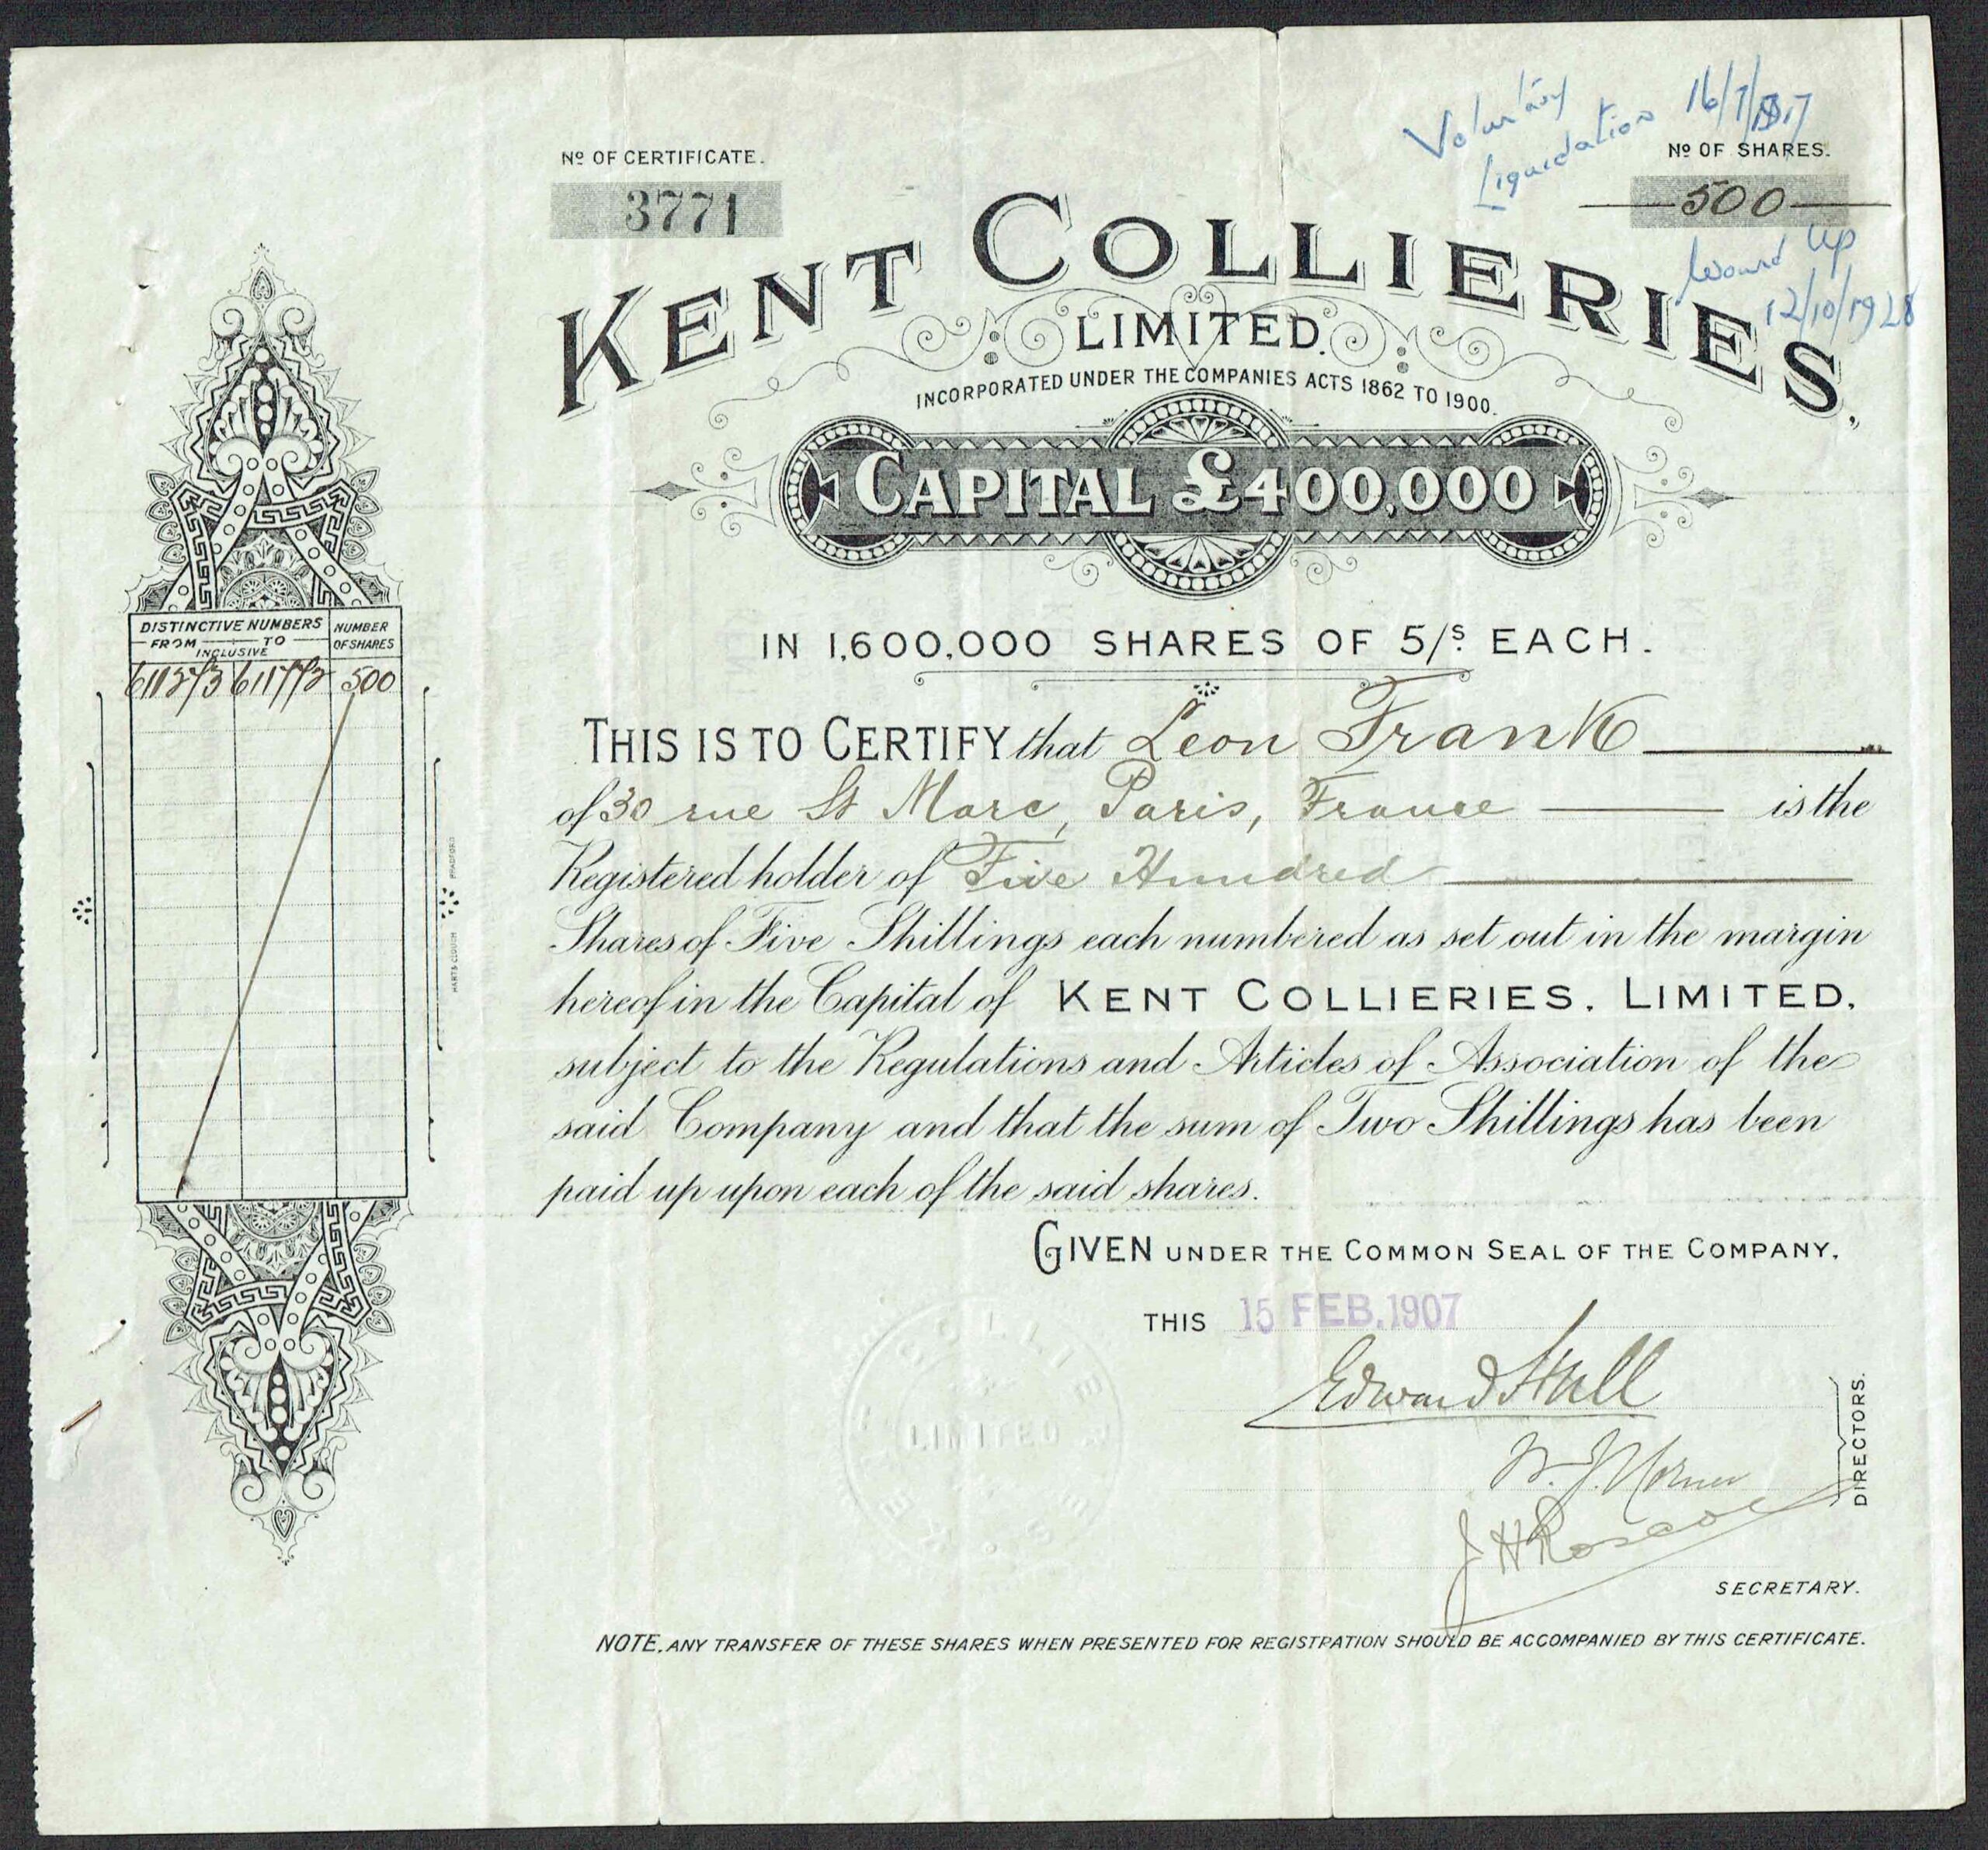 Voluntary
Liquidation
Nº OF CERTIFICATE.
3771
Nº OF SHARES.
500
KENT COLLIERIES,
Wound up
12/10/1928
LIMITED.
INCORPORATED UNDER THE COMPANIES ACTS 1862 TO 1900.
CAPITAL £400,000
IN 1,600,000 SHARES OF 5/S EACH.
DISTINCTIVE NUMBERS
FROM TO
INCLUSIVE
NUMBER
OF SHARES
611273 611772 500
THIS IS TO CERTIFY that Leon Frank
of 30 rue St Marc, Paris, France is the
Registered holder of Five Hundred
Shares of Five Shillings each numbered as set out in the margin
hereof in the Capital of KENT COLLIERIES, LIMITED,
subject to the Regulations and Articles of Association of the
said Company and that the sum of Two Shillings has been
paid up upon each of the said shares.
HART & CLOUGH BRADFORD
GIVEN UNDER THE COMMON SEAL OF THE COMPANY,
THIS 15 FEB. 1907
LIMITED
Edward Hall
DIRECTORS.
J H Roscoe
SECRETARY.
NOTE, ANY TRANSFER OF THESE SHARES WHEN PRESENTED FOR REGISTRATION SHOULD BE ACCOMPANIED BY THIS CERTIFICATE.